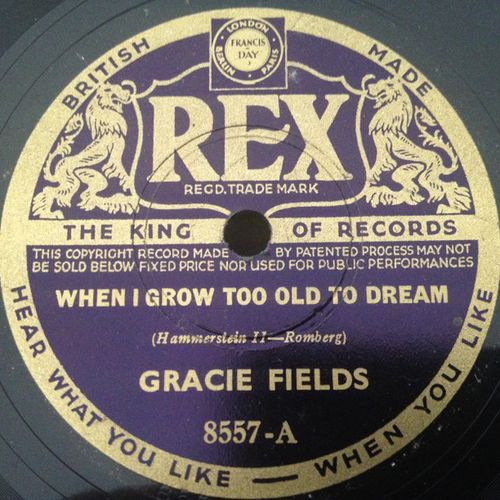 LONDON
FRANCIS
DAY
BERLIN
PARIS
BRITISH MADE
REX
REGD. TRADE MARK
THE KING OF RECORDS
THIS COPYRIGHT RECORD MADE BY PATENTED PROCESS MAY NOT
BE SOLD BELOW FIXED PRICE NOR USED FOR PUBLIC PERFORMANCES
WHEN I GROW TOO OLD TO DREAM
(Hammerstein II—Romberg)
GRACIE FIELDS
8557-A
HEAR WHAT YOU LIKE — WHEN YOU LIKE